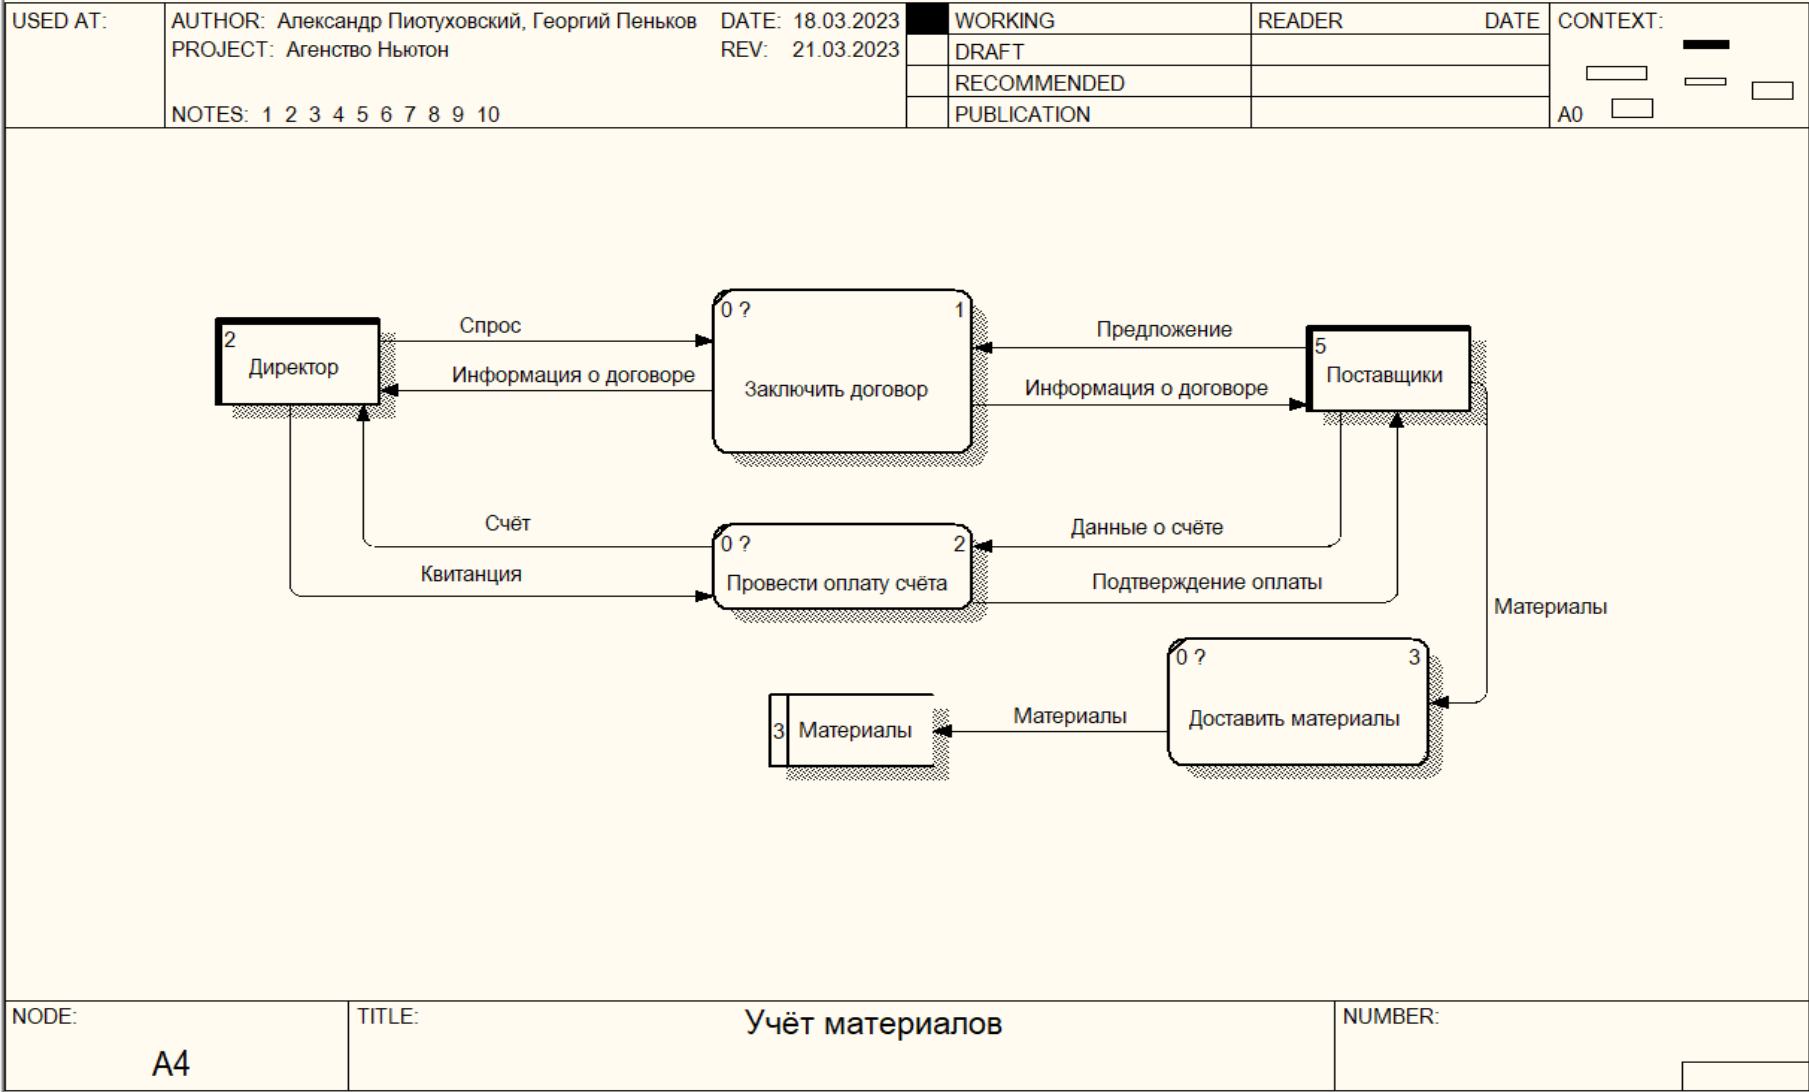 USED AT:
AUTHOR: Александр Пиотуховский, Георгий Пеньков
DATE: 18.03.2023
PROJECT: Агенство Ньютон
REV: 21.03.2023
NOTES: 1 2 3 4 5 6 7 8 9 10
WORKING
DRAFT
RECOMMENDED
PUBLICATION
READER DATE
CONTEXT:
A0
2
Директор
Спрос
Информация о договоре
0 ? 1
Заключить договор
Предложение
Информация о договоре
5
Поставщики
Счёт
Квитанция
0 ? 2
Провести оплату счёта
Данные о счёте
Подтверждение оплаты
Материалы
0 ? 3
Доставить материалы
Материалы
3 Материалы
NODE:
A4
TITLE:
Учёт материалов
NUMBER: